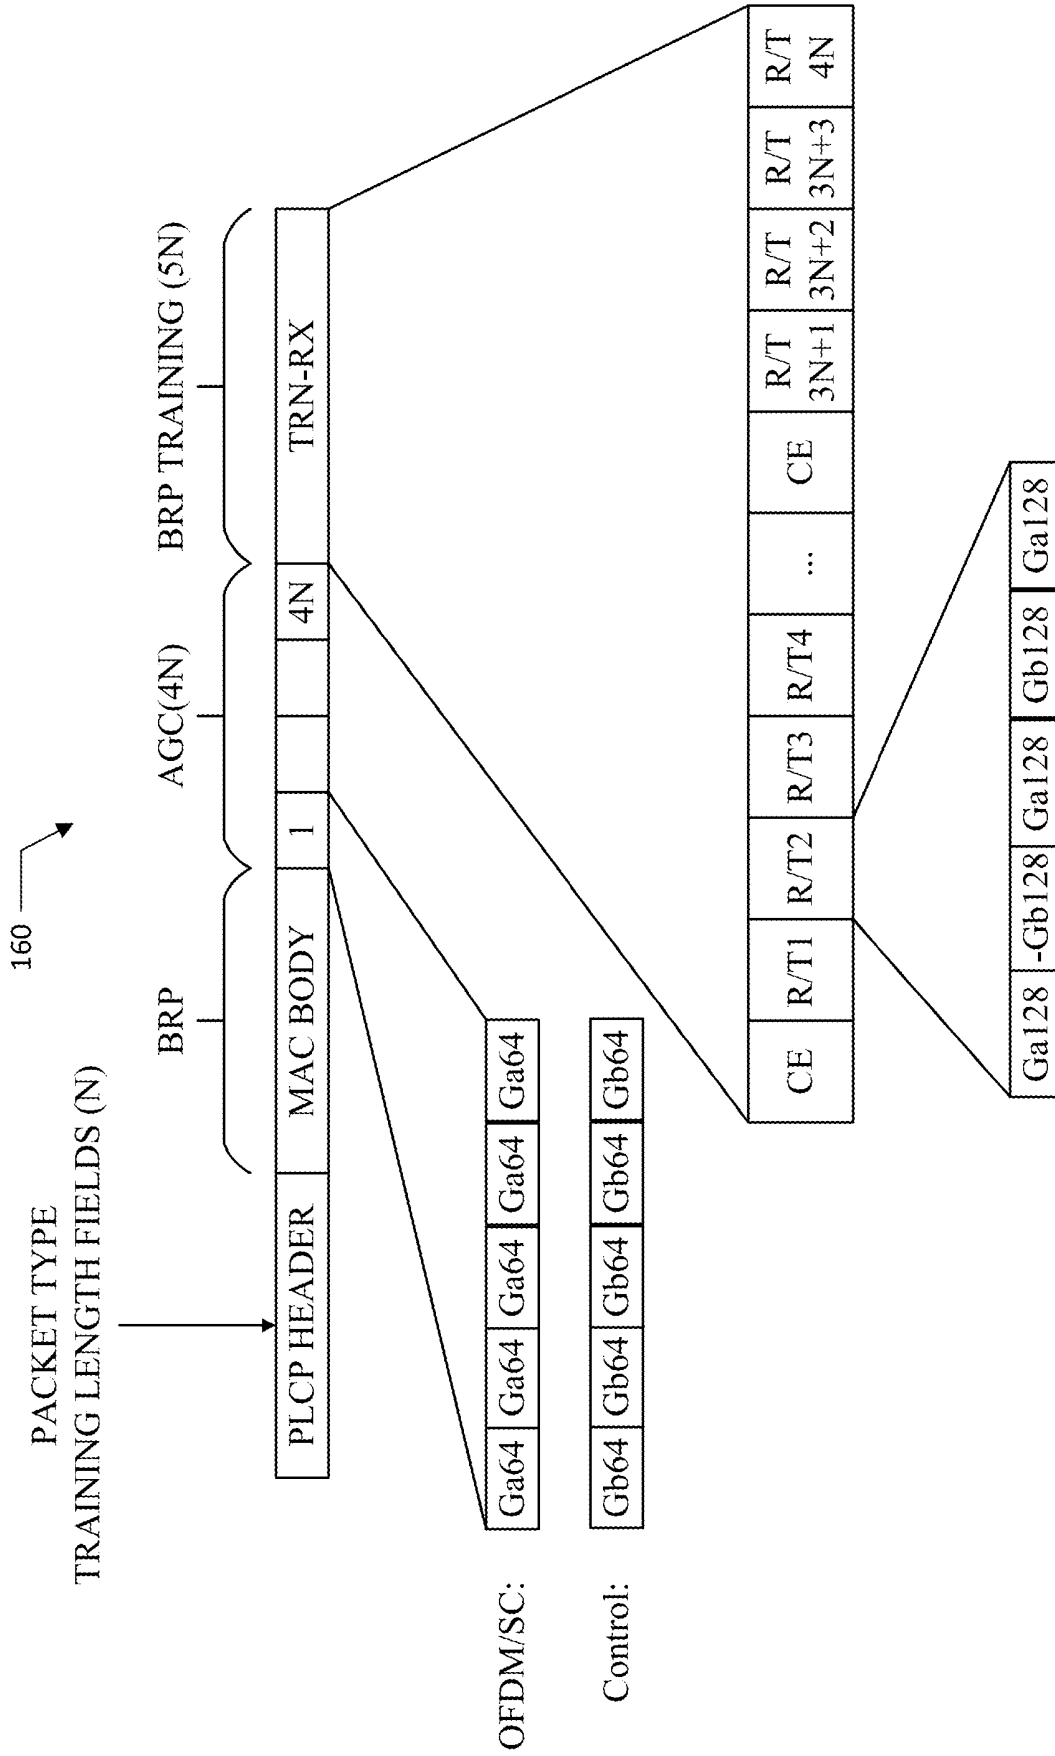 160
PACKET TYPE
TRAINING LENGTH FIELDS (N)
BRP
AGC(4N)
BRP TRAINING (5N)
PLCP HEADER
MAC BODY
1
4N
TRN-RX
OFDM/SC:
Ga64 Ga64 Ga64 Ga64 Ga64
Control:
Gb64 Gb64 Gb64 Gb64 Gb64
CE
R/T1
R/T2
R/T3
R/T4
...
CE
R/T
3N+1
R/T
3N+2
R/T
3N+3
R/T
4N
Ga128 -Gb128 Ga128 Gb128 Ga128